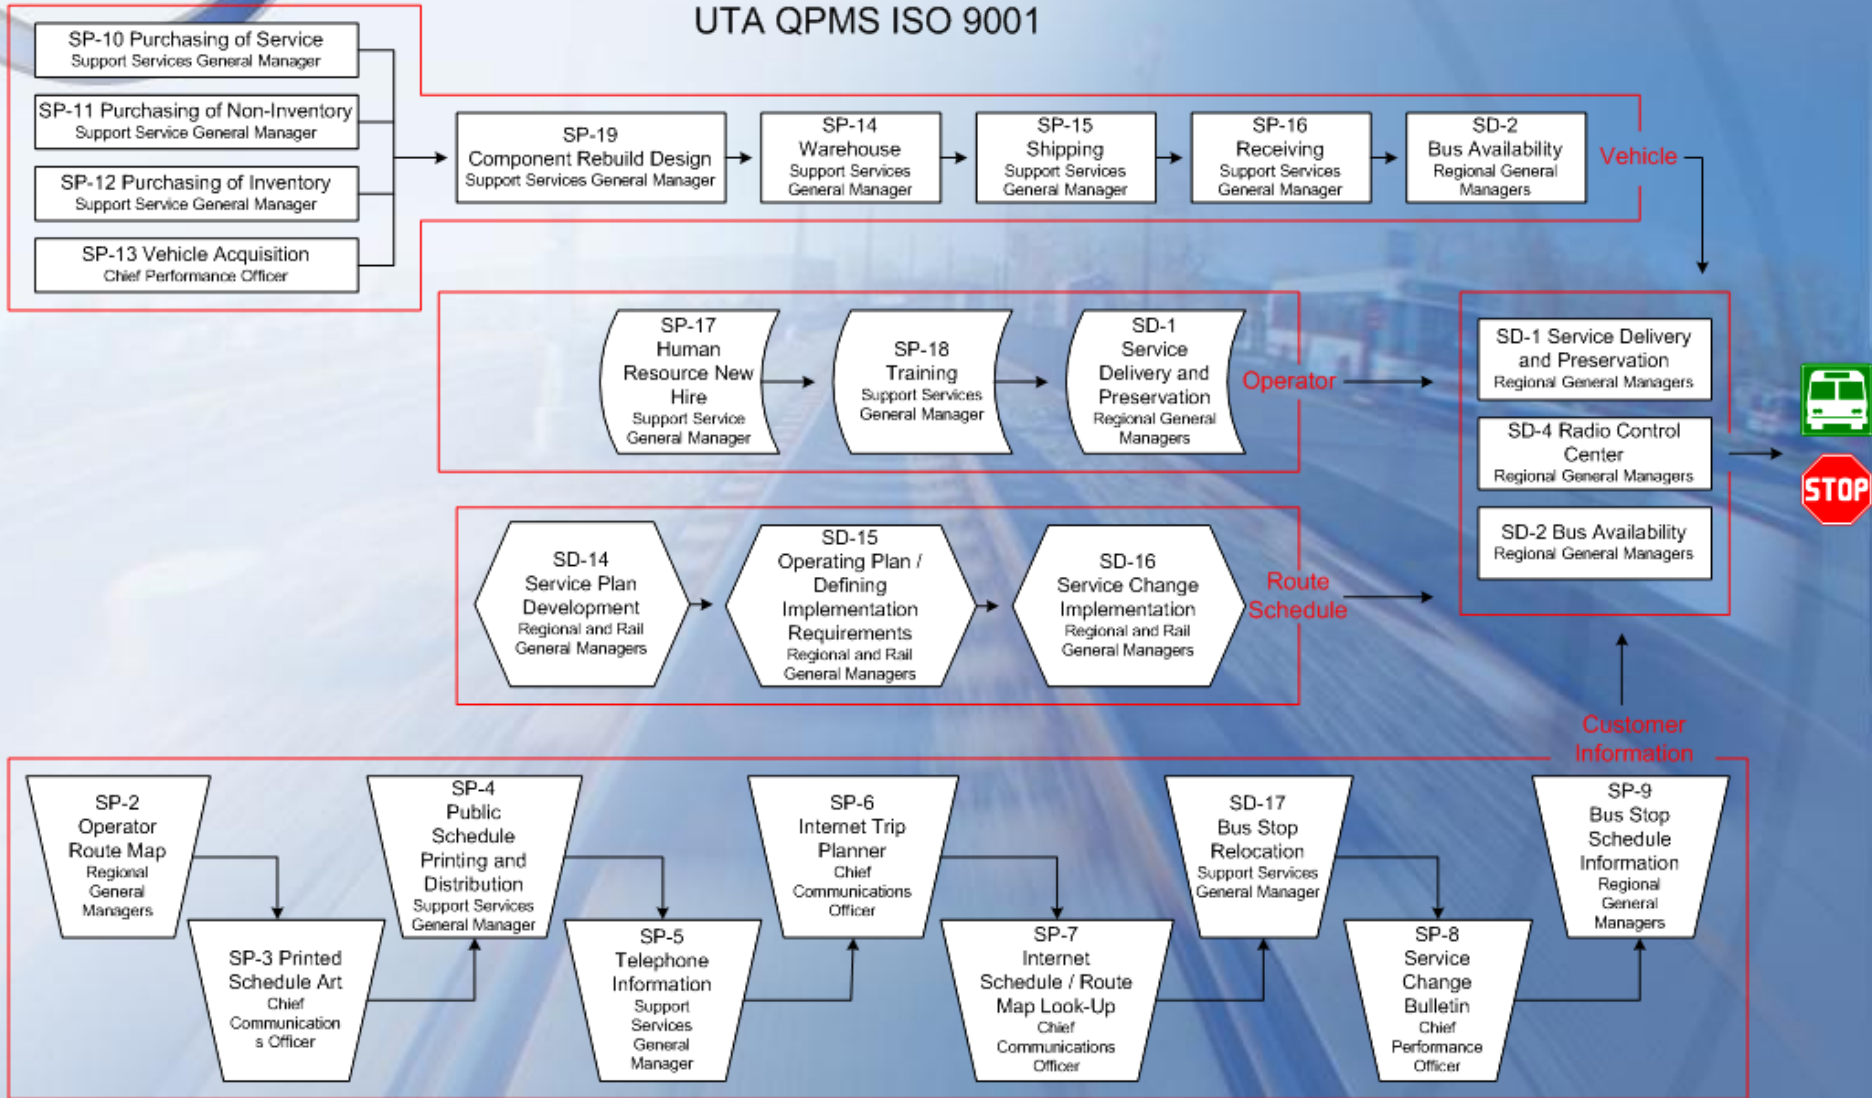 UTA QPMS ISO 9001
SP-10 Purchasing of Service
Support Services General Manager
SP-11 Purchasing of Non-Inventory
Support Service General Manager
SP-12 Purchasing of Inventory
Support Service General Manager
SP-13 Vehicle Acquisition
Chief Performance Officer
SP-19
Component Rebuild Design
Support Services General Manager
SP-14
Warehouse
Support Services
General Manager
SP-15
Shipping
Support Services
General Manager
SP-16
Receiving
Support Services
General Manager
SD-2
Bus Availability
Regional General
Managers
Vehicle
SP-17
Human
Resource New
Hire
Support Service
General Manager
SP-18
Training
Support Services
General Manager
SD-1
Service
Delivery and
Preservation
Regional General
Managers
Operator
SD-1 Service Delivery
and Preservation
Regional General Managers
SD-4 Radio Control
Center
Regional General Managers
SD-2 Bus Availability
Regional General Managers
STOP
SD-14
Service Plan
Development
Regional and Rail
General Managers
SD-15
Operating Plan /
Defining
Implementation
Requirements
Regional and Rail
General Managers
SD-16
Service Change
Implementation
Regional and Rail
General Managers
Route
Schedule
Customer
Information
SP-2
Operator
Route Map
Regional
General
Managers
SP-3 Printed
Schedule Art
Chief
Communication
s Officer
SP-4
Public
Schedule
Printing and
Distribution
Support Services
General Manager
SP-5
Telephone
Information
Support
Services
General
Manager
SP-6
Internet Trip
Planner
Chief
Communications
Officer
SP-7
Internet
Schedule / Route
Map Look-Up
Chief
Communications
Officer
SD-17
Bus Stop
Relocation
Support Services
General Manager
SP-8
Service
Change
Bulletin
Chief
Performance
Officer
SP-9
Bus Stop
Schedule
Information
Regional
General
Managers